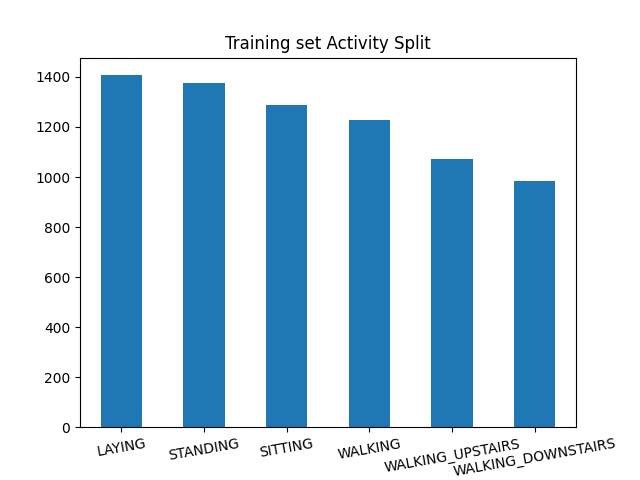 Training set Activity Split
1400
1200
1000
800
600
400
200
0
LAYING
STANDING
SITTING
WALKING
WALKING_UPSTAIRS
WALKING_DOWNSTAIRS